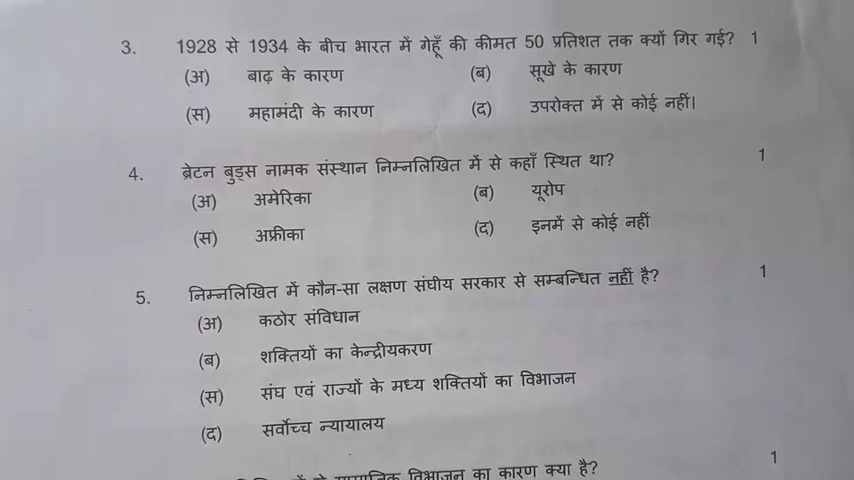 3. 1928 से 1934 के बीच भारत में गेहूँ की कीमत 50 प्रतिशत तक क्यों गिर गई? 1
(अ) बाढ़ के कारण (ब) सूखे के कारण
(स) महामंदी के कारण (द) उपरोक्त में से कोई नहीं।
4. ब्रेटन बुड्स नामक संस्थान निम्नलिखित में से कहाँ स्थित था? 1
(अ) अमेरिका (ब) यूरोप
(स) अफ्रीका (द) इनमें से कोई नहीं
5. निम्नलिखित में कौन-सा लक्षण संघीय सरकार से सम्बन्धित नहीं है? 1
(अ) कठोर संविधान
(ब) शक्तियों का केन्द्रीयकरण
(स) संघ एवं राज्यों के मध्य शक्तियों का विभाजन
(द) सर्वोच्च न्यायालय
विभाजन का कारण क्या है? 1